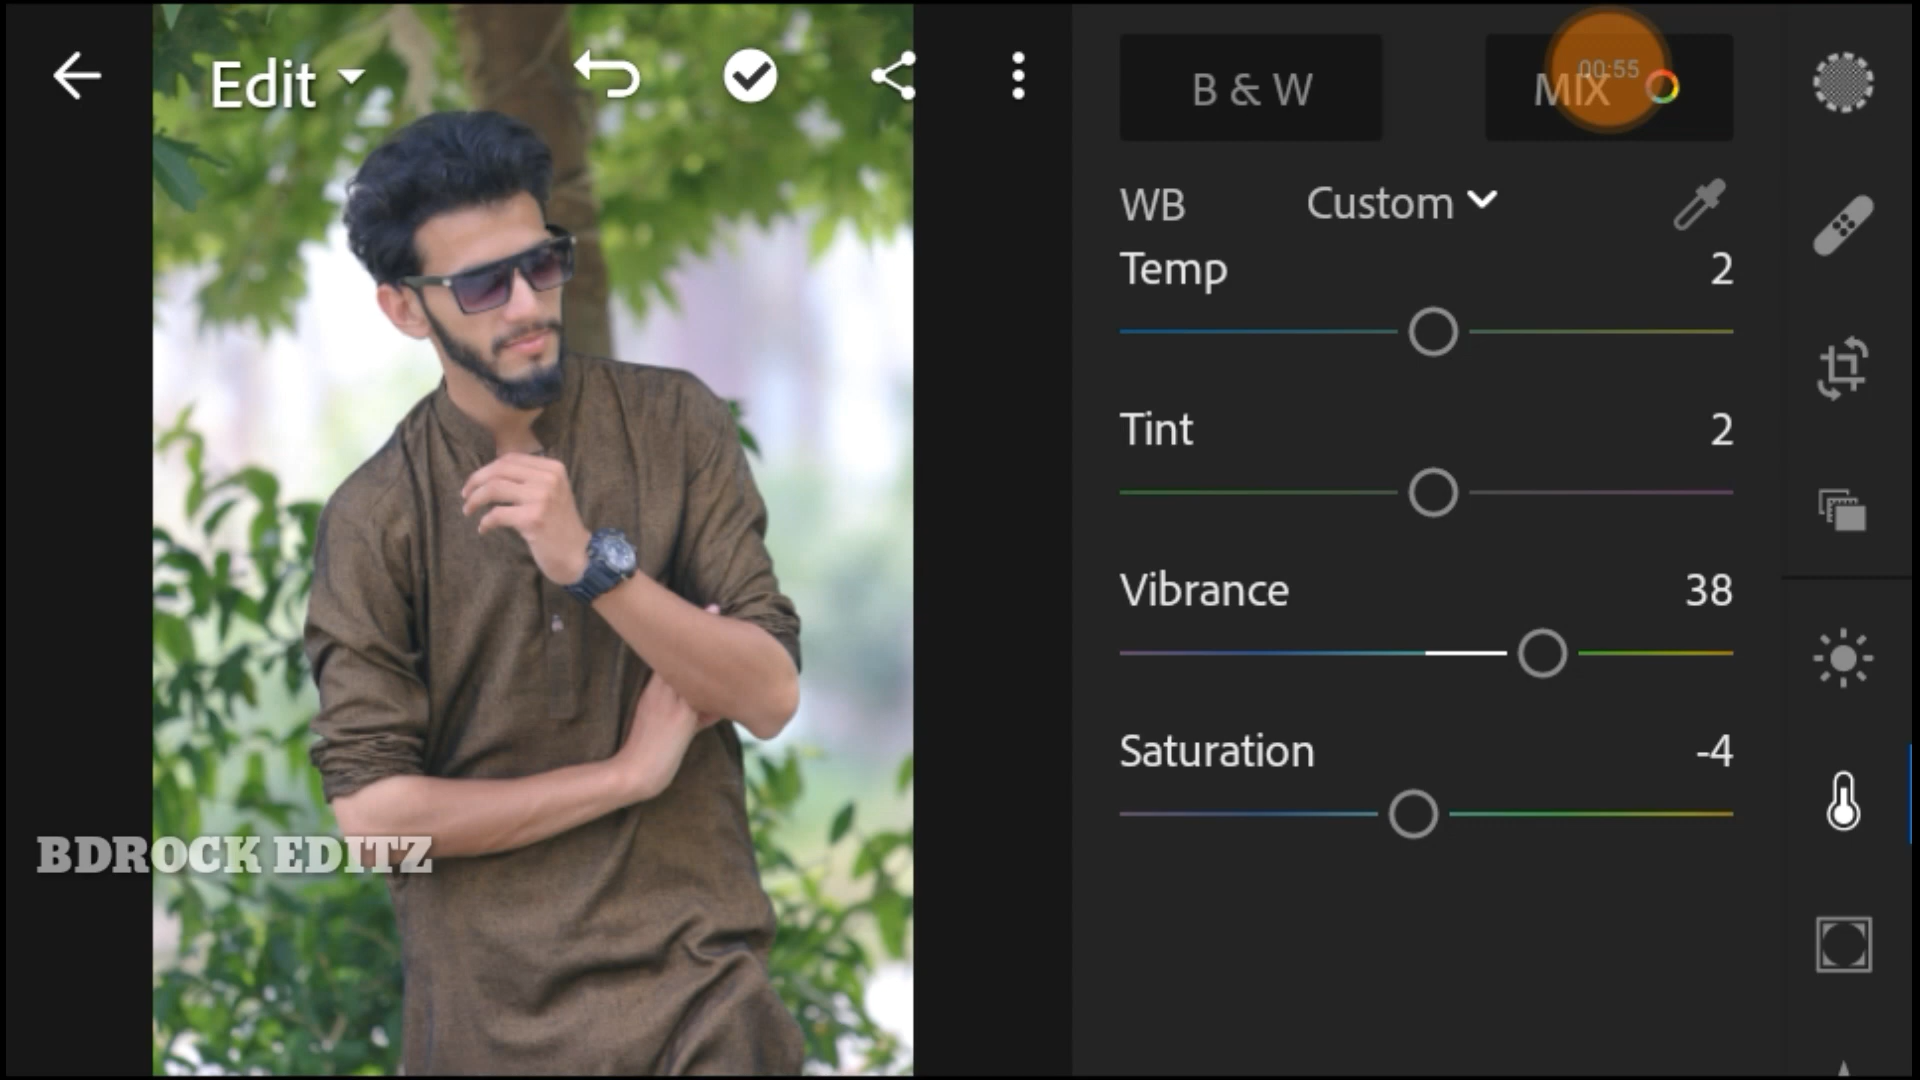 Edit
B & W
MIX
00:55
WB
Custom
Temp
2
Tint
2
Vibrance
38
Saturation
-4
BDROCK EDITZ